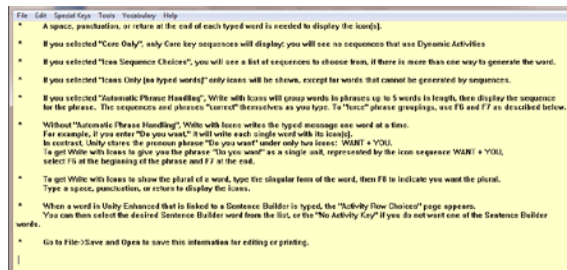 File Edit Special Keys Tools Vocabulary Help
* A space, punctuation, or return at the end of each typed word is needed to display the icon(s).
* If you selected "Core Only", only Core key sequences will display; you will see no sequences that use Dynamic Activities
* If you selected "Icon Sequence Choices", you will see a list of sequences to choose from, if there is more than one way to generate the word.
* If you selected "Icons Only (no typed words)" only icons will be shown, except for words that cannot be generated by sequences.
* If you selected "Automatic Phrase Handling", Write with Icons will group words in phrases up to 5 words in length, then display the sequence
for the phrase. The sequences and phrases "correct" themselves as you type. To "force" phrase groupings, use F6 and F7 as described below.
* Without "Automatic Phrase Handling", Write with Icons writes the typed message one word at a time.
For example, if you enter "Do you want," it will write each single word with its icon(s).
In contrast, Unity stores the pronoun phrase "Do you want" under only two icons: WANT + YOU.
To get Write with Icons to give you the phrase "Do you want" as a single unit, represented by the icon sequence WANT + YOU,
select F6 at the beginning of the phrase and F7 at the end.
* To get Write with Icons to show the plural of a word, type the singular form of the word, then F8 to indicate you want the plural.
Type a space, punctuation, or return to display the icons.
* When a word in Unity Enhanced that is linked to a Sentence Builder is typed, the "Activity Row Choices" page appears.
You can then select the desired Sentence Builder word from the list, or the "No Activity Key" if you do not want one of the Sentence Builder
words.
* Go to File->Save and Open to save this information for editing or printing.